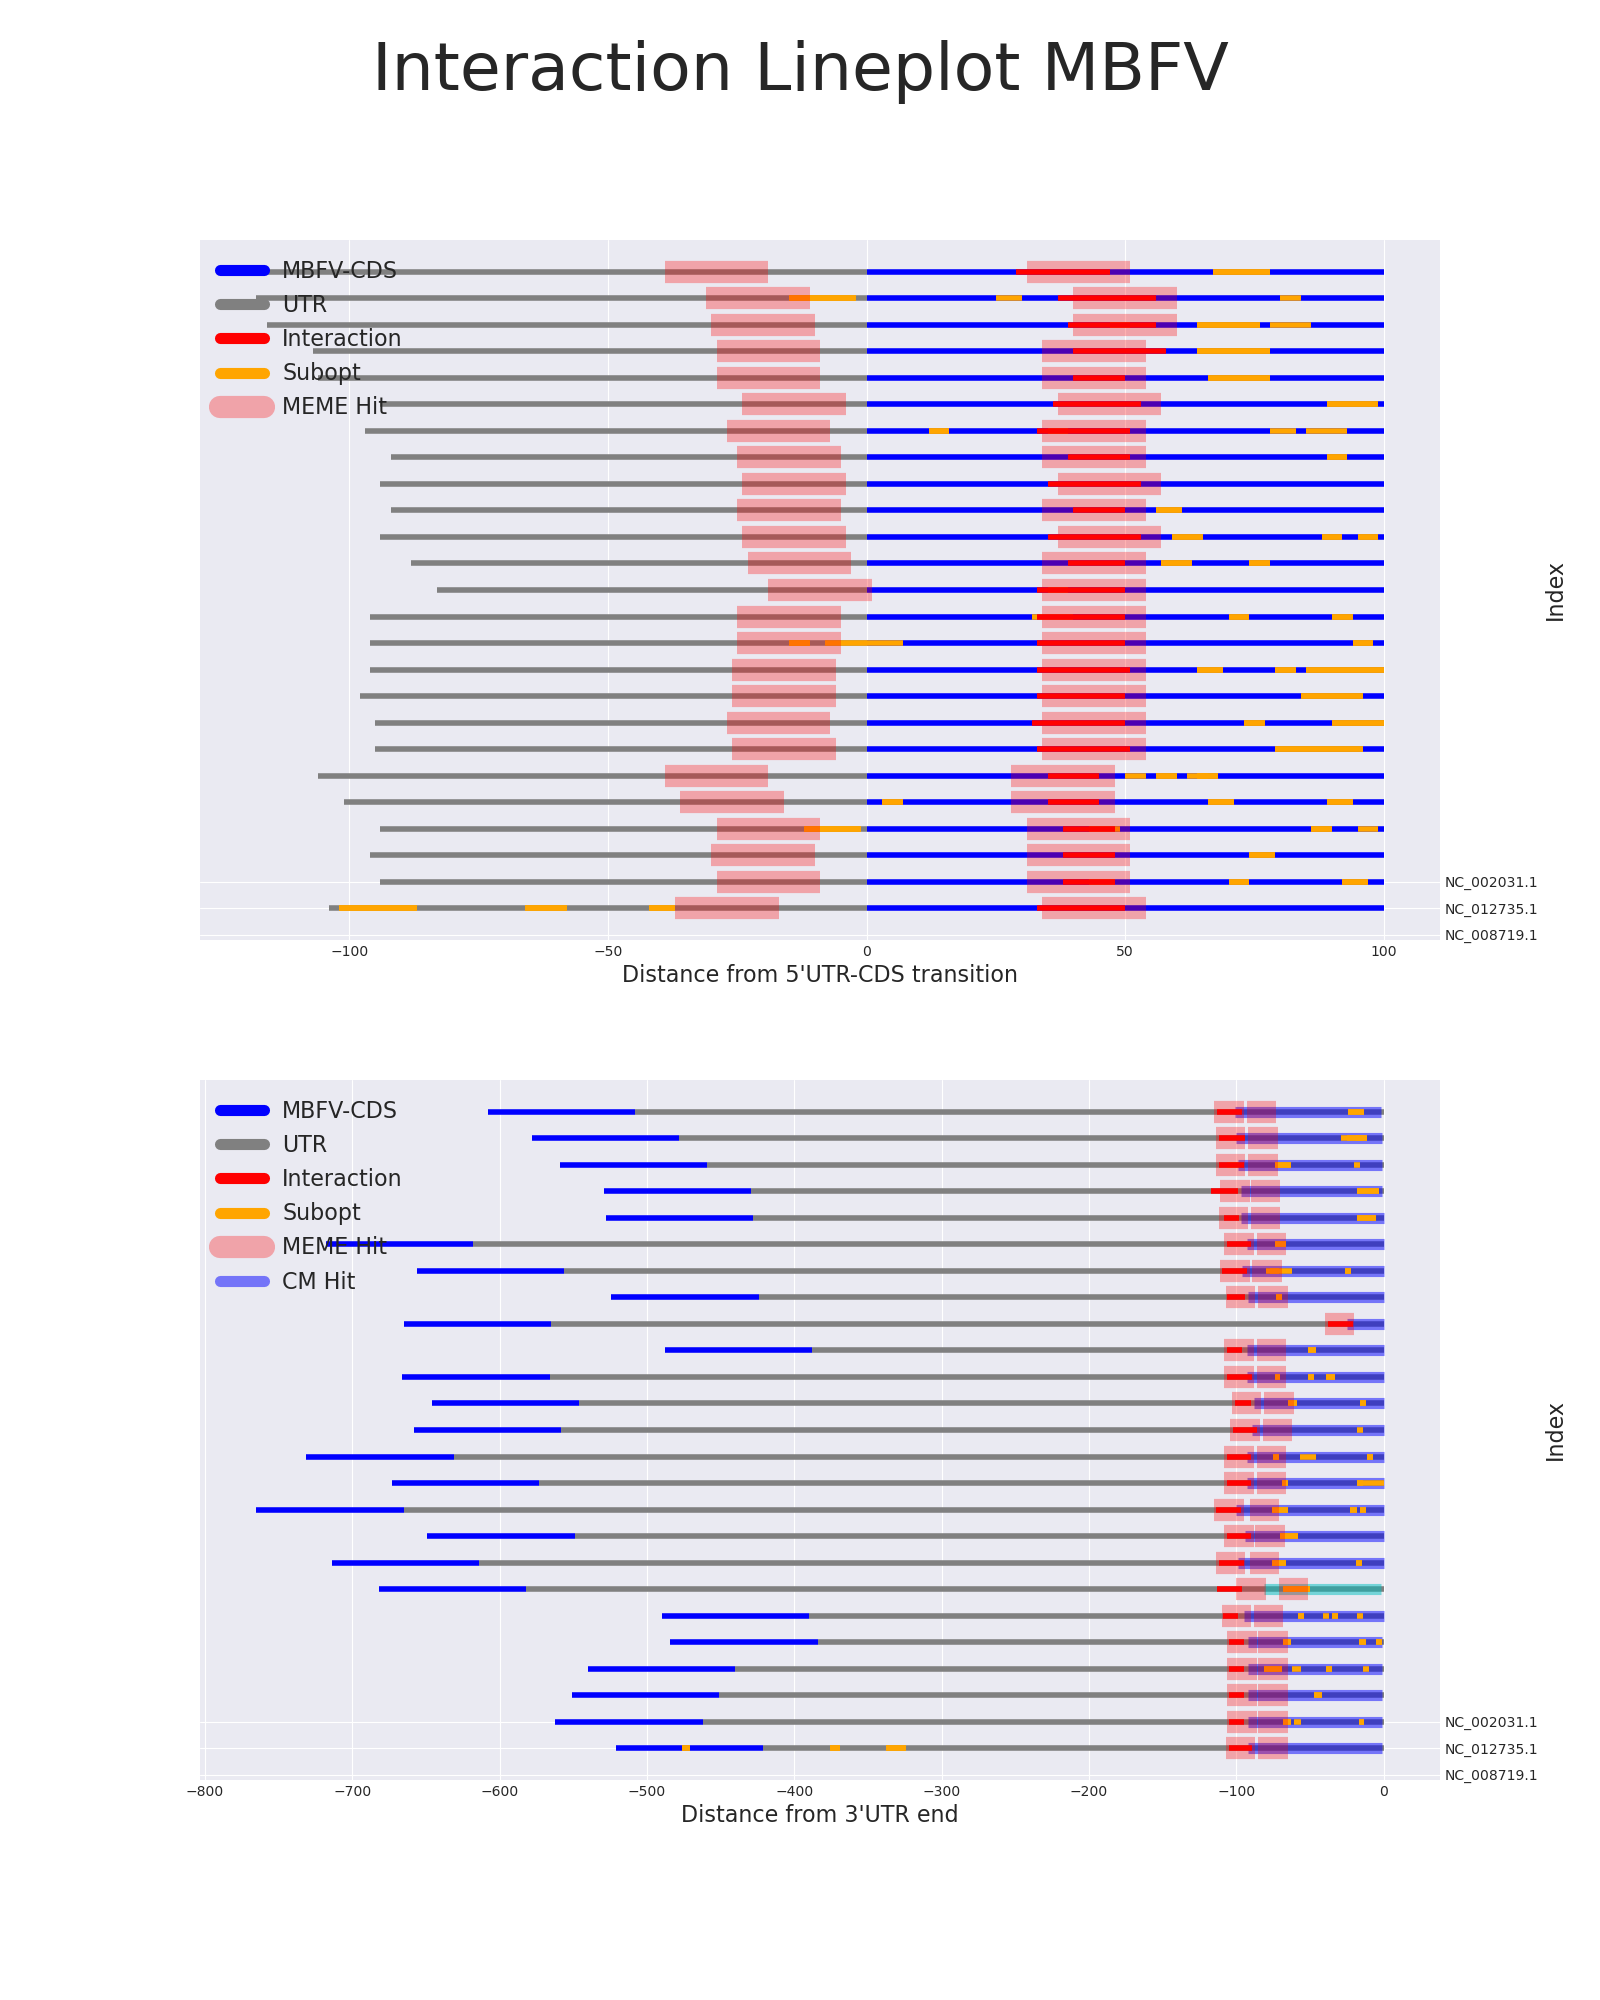 Interaction Lineplot MBFV
MBFV-CDS
UTR
Interaction
Subopt
MEME Hit
Index
NC_002031.1
NC_012735.1
NC_008719.1
−100 −50 0 50 100
Distance from 5'UTR-CDS transition
MBFV-CDS
UTR
Interaction
Subopt
MEME Hit
CM Hit
Index
NC_002031.1
NC_012735.1
NC_008719.1
−800 −700 −600 −500 −400 −300 −200 −100 0
Distance from 3'UTR end